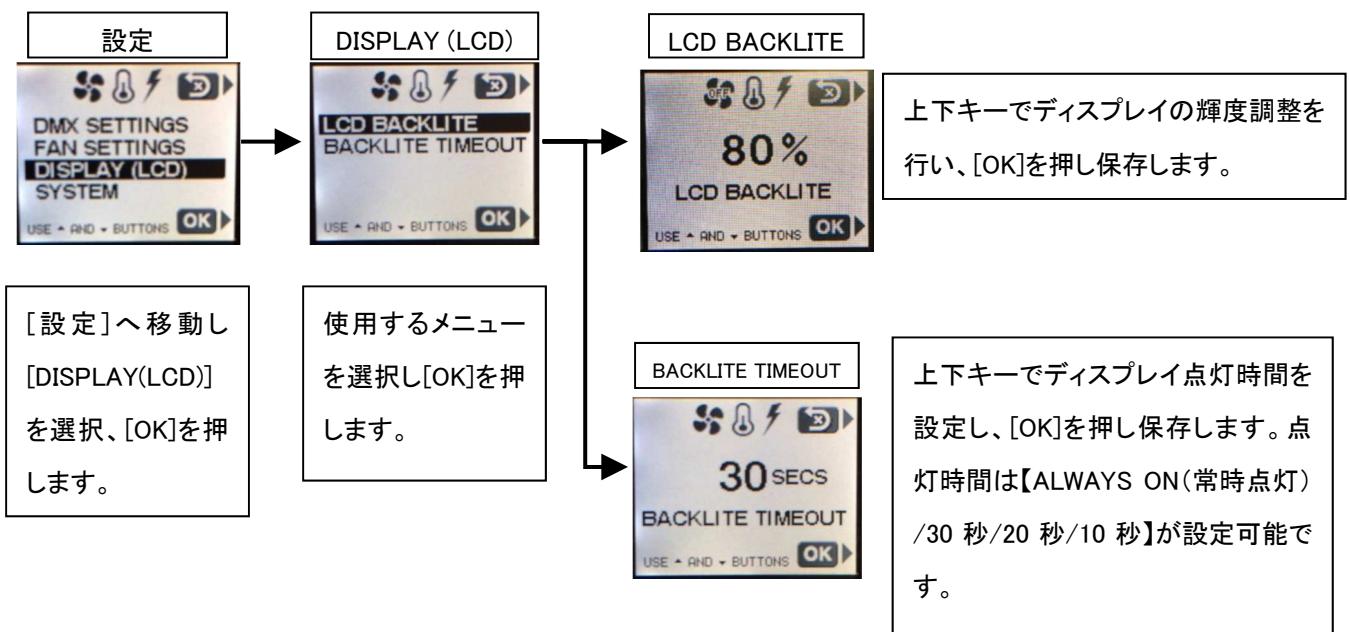 設定
DMX SETTINGS
FAN SETTINGS
DISPLAY (LCD)
SYSTEM
USE ▲ AND ▼ BUTTONS OK
[設定]へ移動し
[DISPLAY(LCD)]
を選択、[OK]を押
します。
DISPLAY (LCD)
LCD BACKLITE
BACKLITE TIMEOUT
USE ▲ AND ▼ BUTTONS OK
使用するメニュー
を選択し[OK]を押
します。
LCD BACKLITE
OFF
80%
LCD BACKLITE
USE ▲ AND ▼ BUTTONS OK
上下キーでディスプレイの輝度調整を
行い、[OK]を押し保存します。
BACKLITE TIMEOUT
30 SECS
BACKLITE TIMEOUT
USE ▲ AND ▼ BUTTONS OK
上下キーでディスプレイ点灯時間を
設定し、[OK]を押し保存します。点
灯時間は【ALWAYS ON(常時点灯)
/30 秒/20 秒/10 秒】が設定可能で
す。